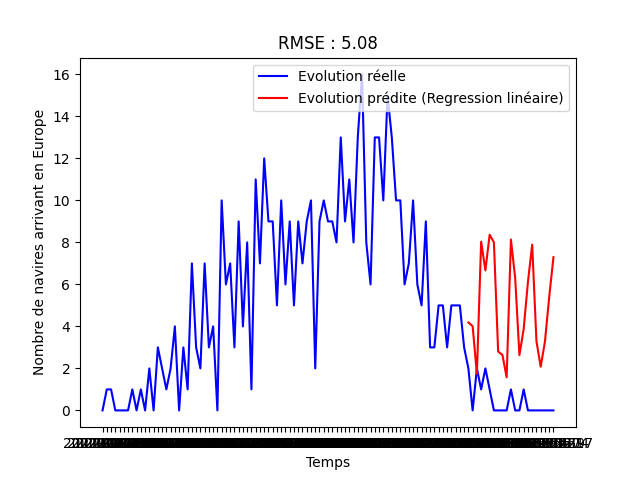 RMSE : 5.08
Evolution réelle
Evolution prédite (Regression linéaire)
Nombre de navires arrivant en Europe
16
14
12
10
8
6
4
2
0
Temps